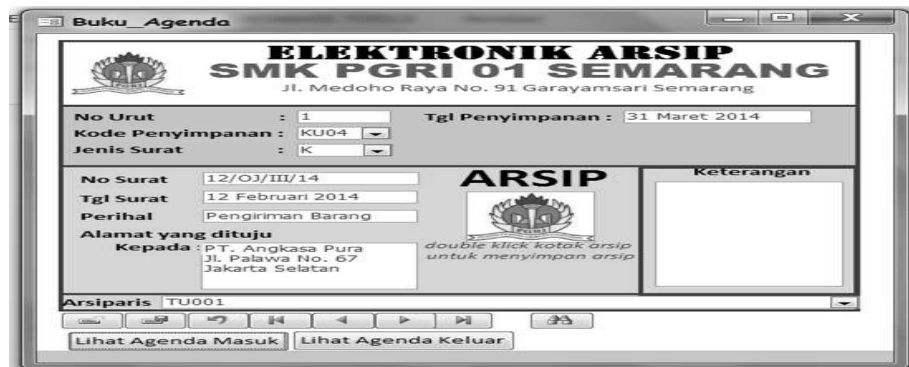 Buku_Agenda
ELEKTRONIK ARSIP
SMK PGRI 01 SEMARANG
Jl. Medoho Raya No. 91 Garayamsari Semarang
No Urut : 1 Tgl Penyimpanan : 31 Maret 2014
Kode Penyimpanan : KU04
Jenis Surat : K
No Surat 12/OJ/III/14 ARSIP Keterangan
Tgl Surat 12 Februari 2014
Perihal Pengiriman Barang
Alamat yang dituju
Kepada : PT. Angkasa Pura
Jl. Palawa No. 67
Jakarta Selatan
double klick kotak arsip
untuk menyimpan arsip
Arsiparis TU001
Lihat Agenda Masuk Lihat Agenda Keluar